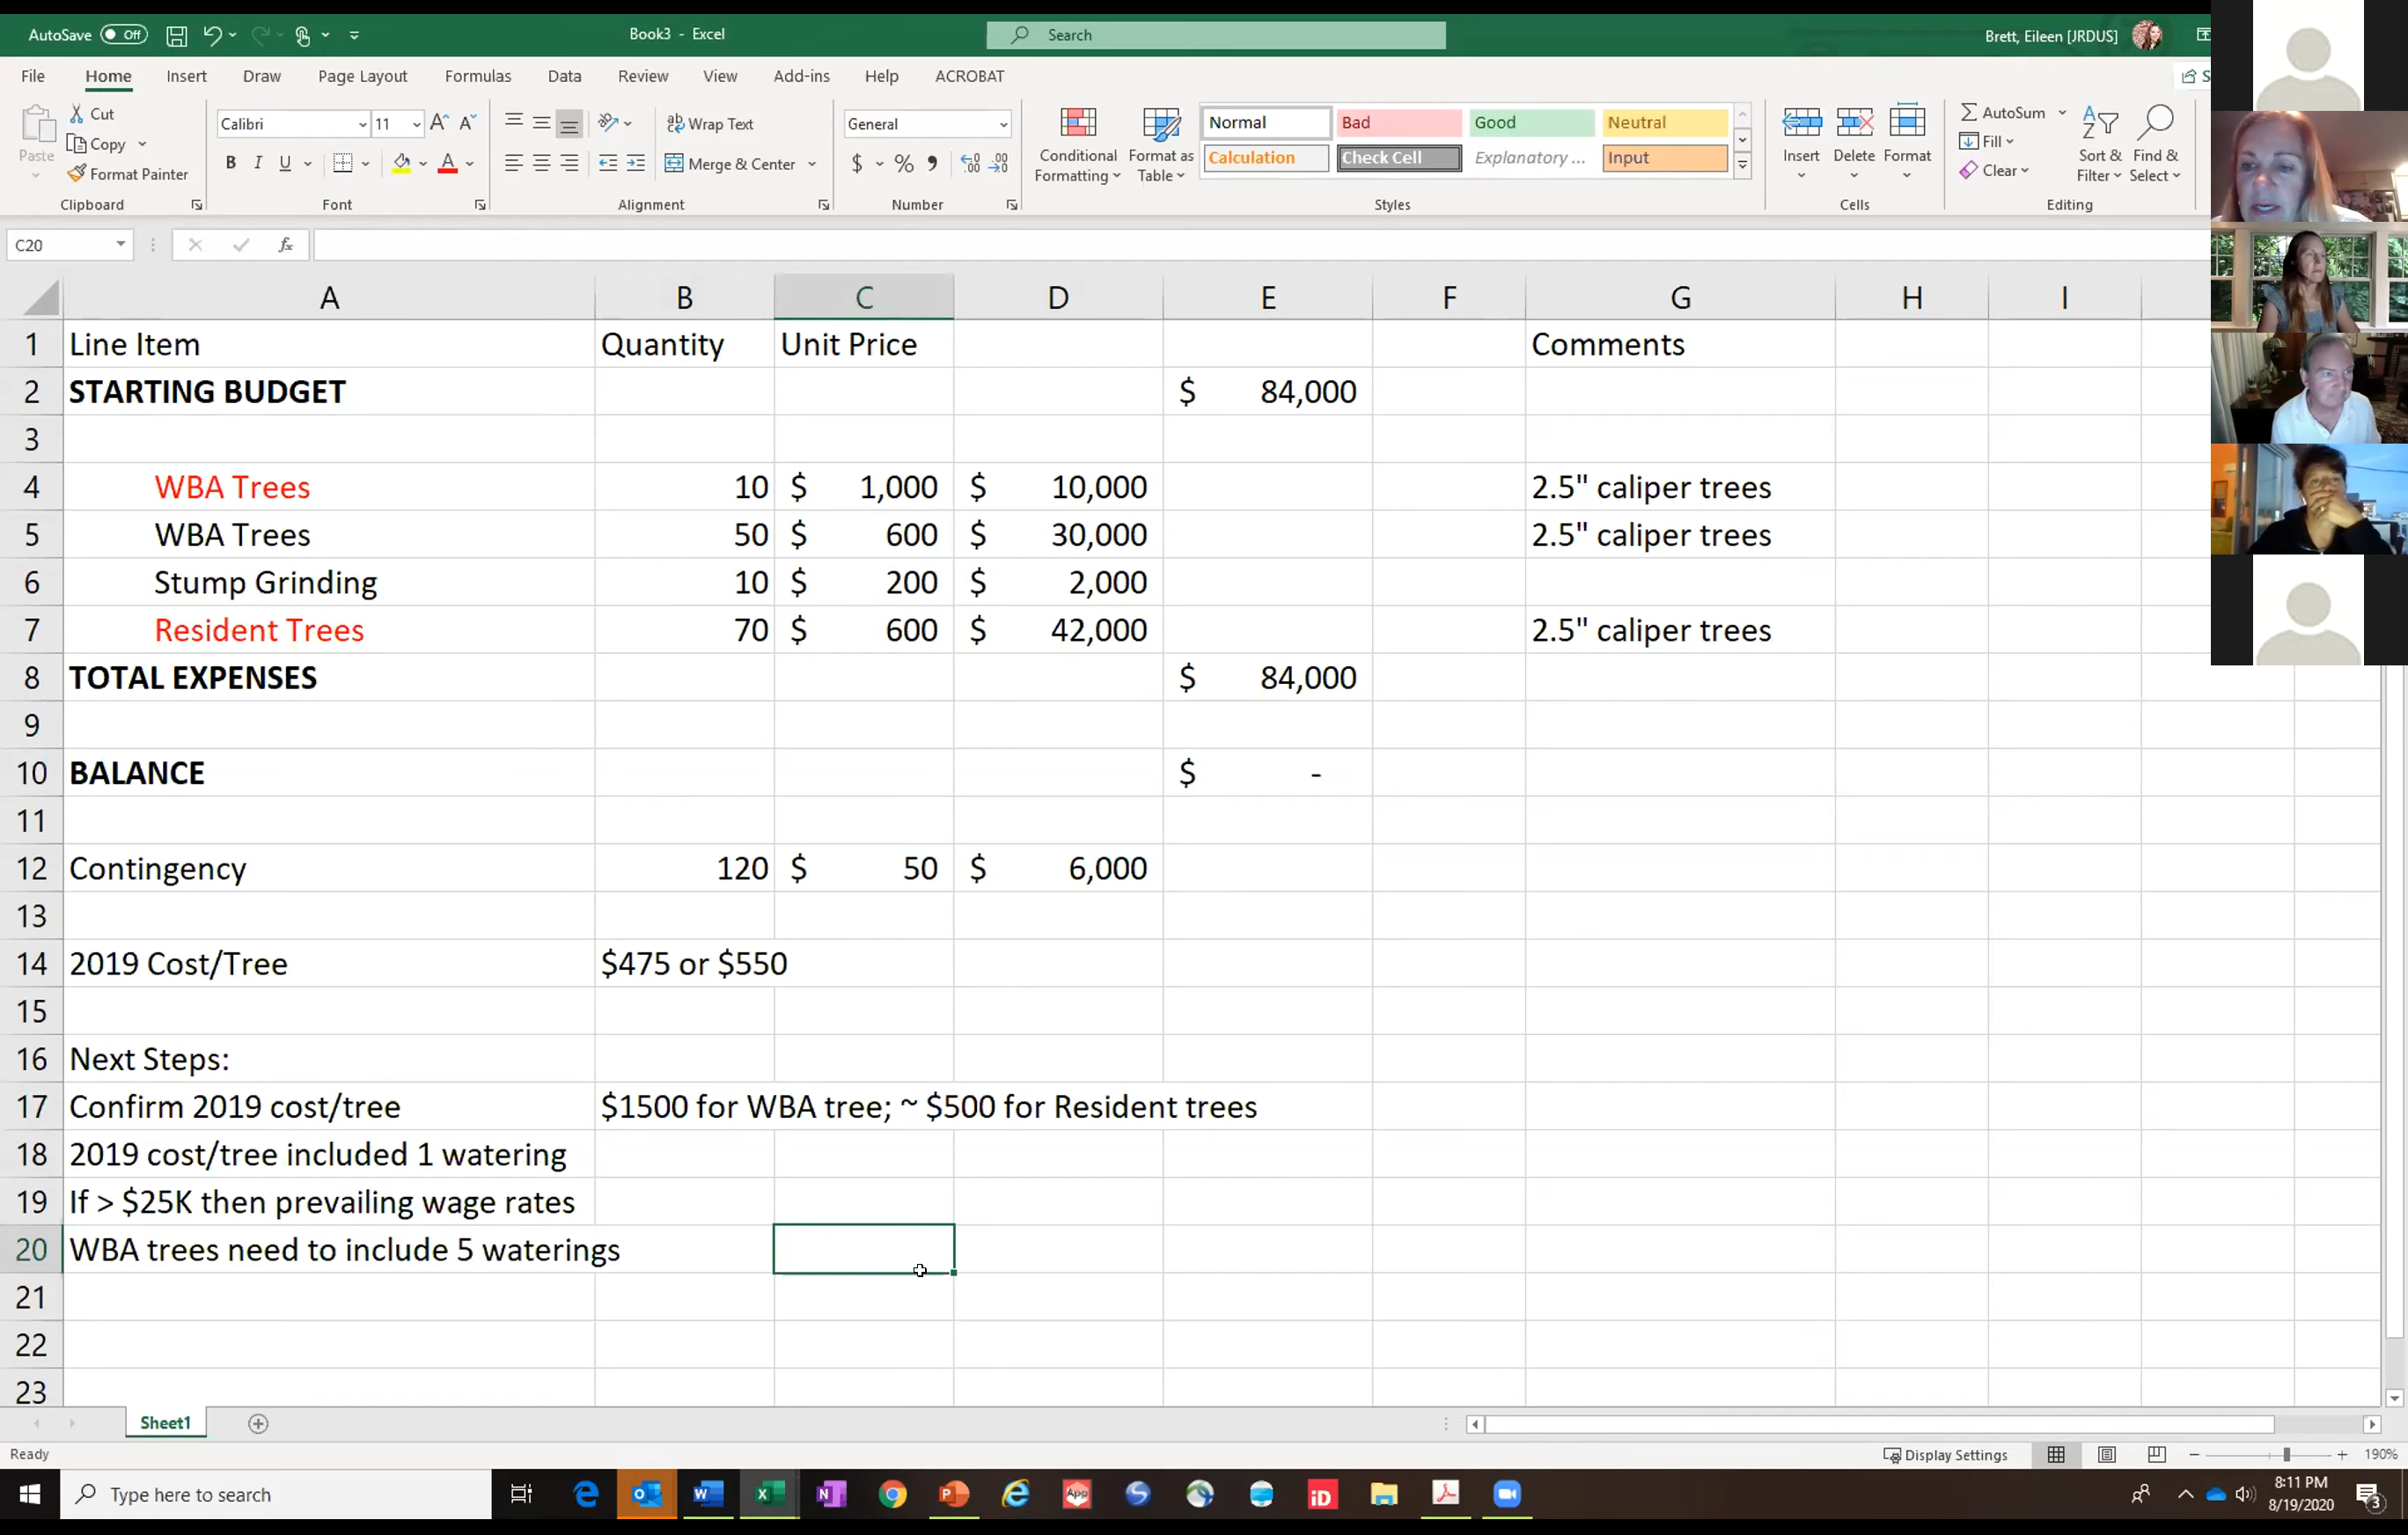 AutoSave Off Book3 - Excel Search Brett, Eileen [JRDUS]
File Home Insert Draw Page Layout Formulas Data Review View Add-ins Help ACROBAT S
Paste Cut
Copy
Format Painter
Clipboard
Calibri 11
B I U
Font
Wrap Text
Merge & Center
Alignment
General
$ % ,
Number
Conditional Formatting
Format as Table
Normal Bad Good Neutral
Calculation Check Cell Explanatory ... Input
Styles
Insert Delete Format
Cells
AutoSum
Fill
Clear
Sort & Filter
Find & Select
Editing
C20 fx
A B C D E F G H I
1 Line Item Quantity Unit Price Comments
2 STARTING BUDGET $ 84,000
3
4 WBA Trees 10 $ 1,000 $ 10,000 2.5" caliper trees
5 WBA Trees 50 $ 600 $ 30,000 2.5" caliper trees
6 Stump Grinding 10 $ 200 $ 2,000
7 Resident Trees 70 $ 600 $ 42,000 2.5" caliper trees
8 TOTAL EXPENSES $ 84,000
9
10 BALANCE $ -
11
12 Contingency 120 $ 50 $ 6,000
13
14 2019 Cost/Tree $475 or $550
15
16 Next Steps:
17 Confirm 2019 cost/tree $1500 for WBA tree; ~ $500 for Resident trees
18 2019 cost/tree included 1 watering
19 If > $25K then prevailing wage rates
20 WBA trees need to include 5 waterings
21
22
23
Sheet1
Ready Display Settings 190%
Type here to search 8:11 PM
8/19/2020
3